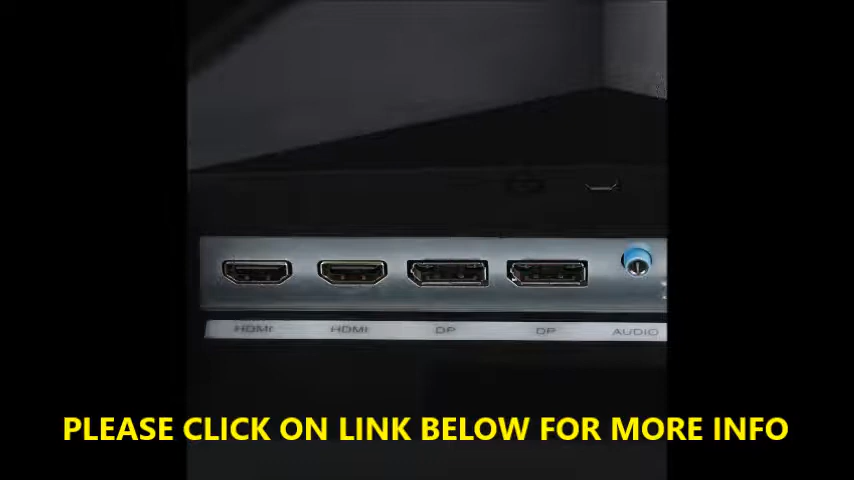 HDMI HDMI DP DP AUDIO
PLEASE CLICK ON LINK BELOW FOR MORE INFO